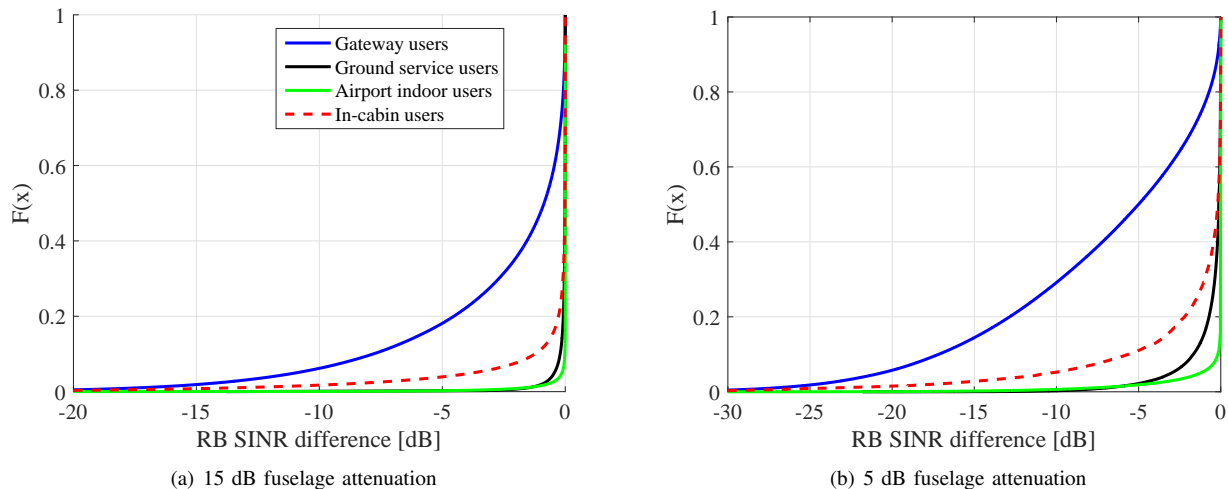 1
0.8
0.6
0.4
0.2
0
F(x)
-20
-15
-10
-5
0
RB SINR difference [dB]
Gateway users
Ground service users
Airport indoor users
In-cabin users
(a) 15 dB fuselage attenuation
1
0.8
0.6
0.4
0.2
0
F(x)
-30
-25
-20
-15
-10
-5
0
RB SINR difference [dB]
(b) 5 dB fuselage attenuation